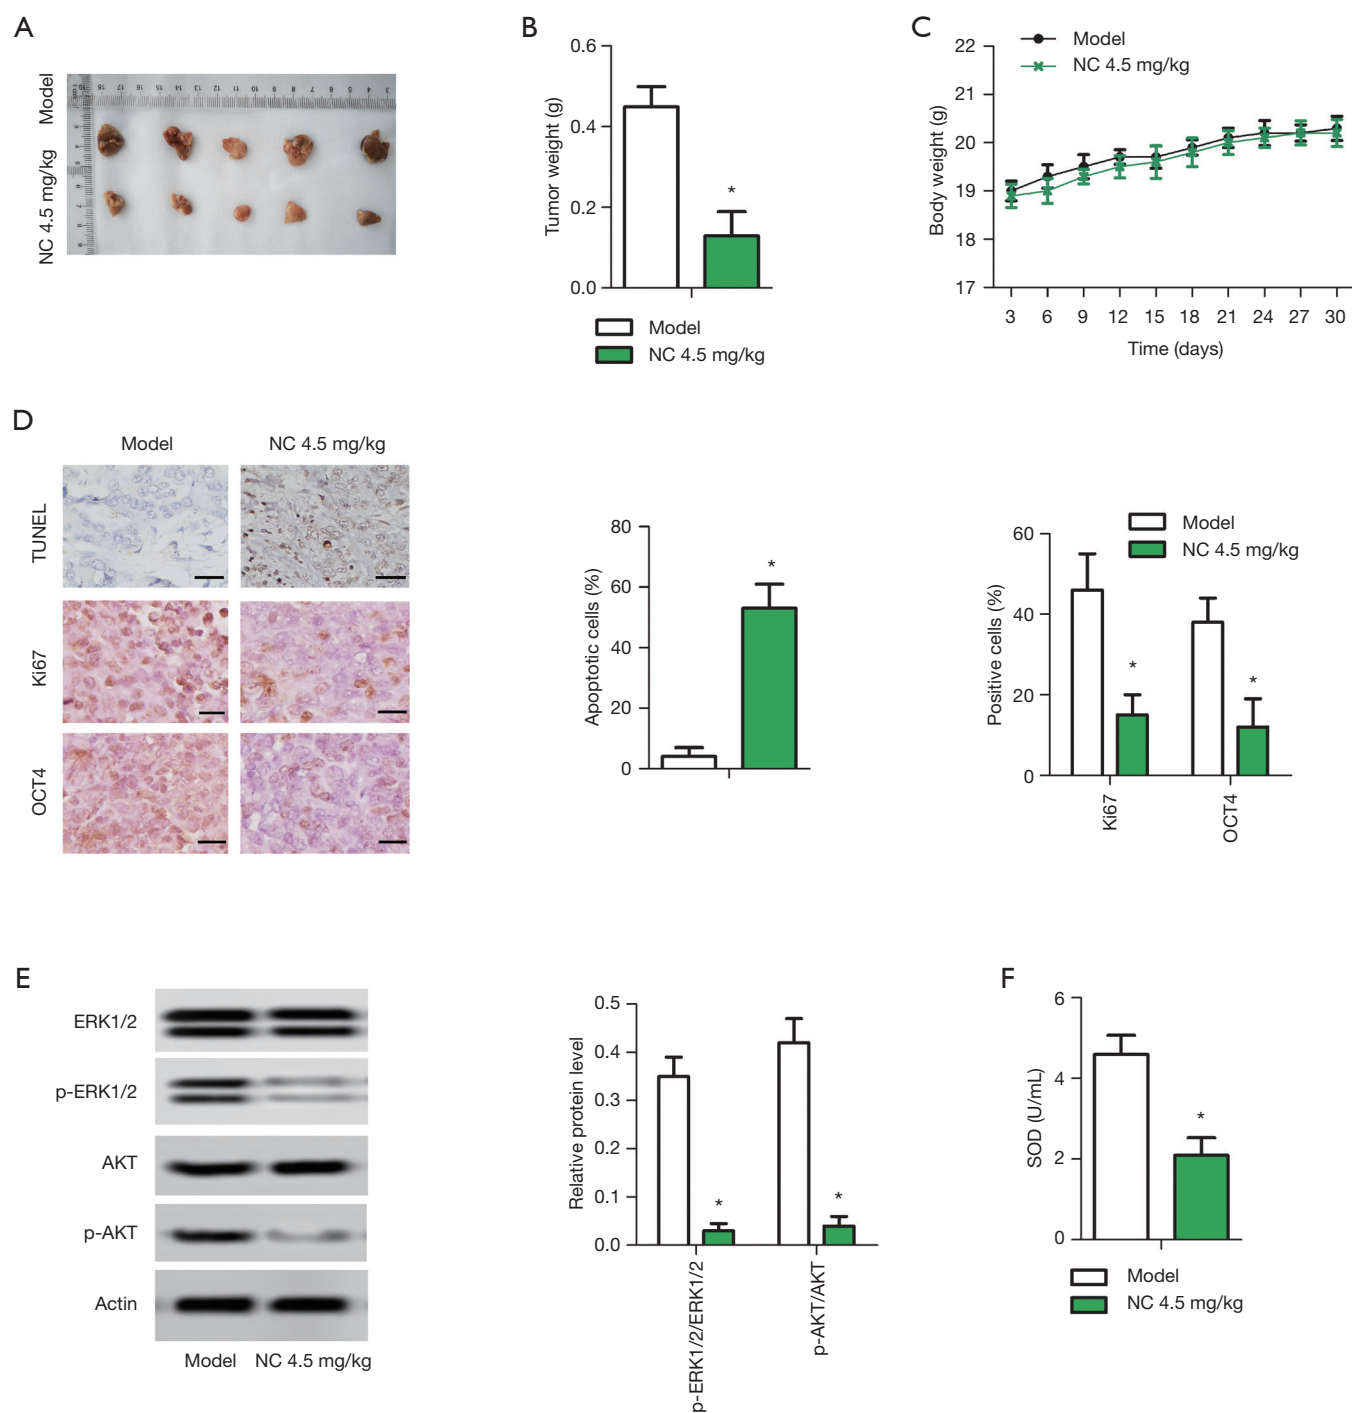 A
Model
NC 4.5 mg/kg
B
0.6
0.4
0.2
0.0
Tumor weight (g)
*
Model
NC 4.5 mg/kg
C
Model
NC 4.5 mg/kg
22
21
20
19
18
17
Body weight (g)
3 6 9 12 15 18 21 24 27 30
Time (days)
D
Model NC 4.5 mg/kg
TUNEL
Ki67
OCT4
80
60
40
20
0
Apoptotic cells (%)
*
Model
NC 4.5 mg/kg
60
40
20
0
Positive cells (%)
*
*
Ki67
OCT4
E
ERK1/2
p-ERK1/2
AKT
p-AKT
Actin
Model NC 4.5 mg/kg
0.5
0.4
0.3
0.2
0.1
0.0
Relative protein level
*
*
p-ERK1/2/ERK1/2
p-AKT/AKT
F
6
4
2
0
SOD (U/mL)
*
Model
NC 4.5 mg/kg